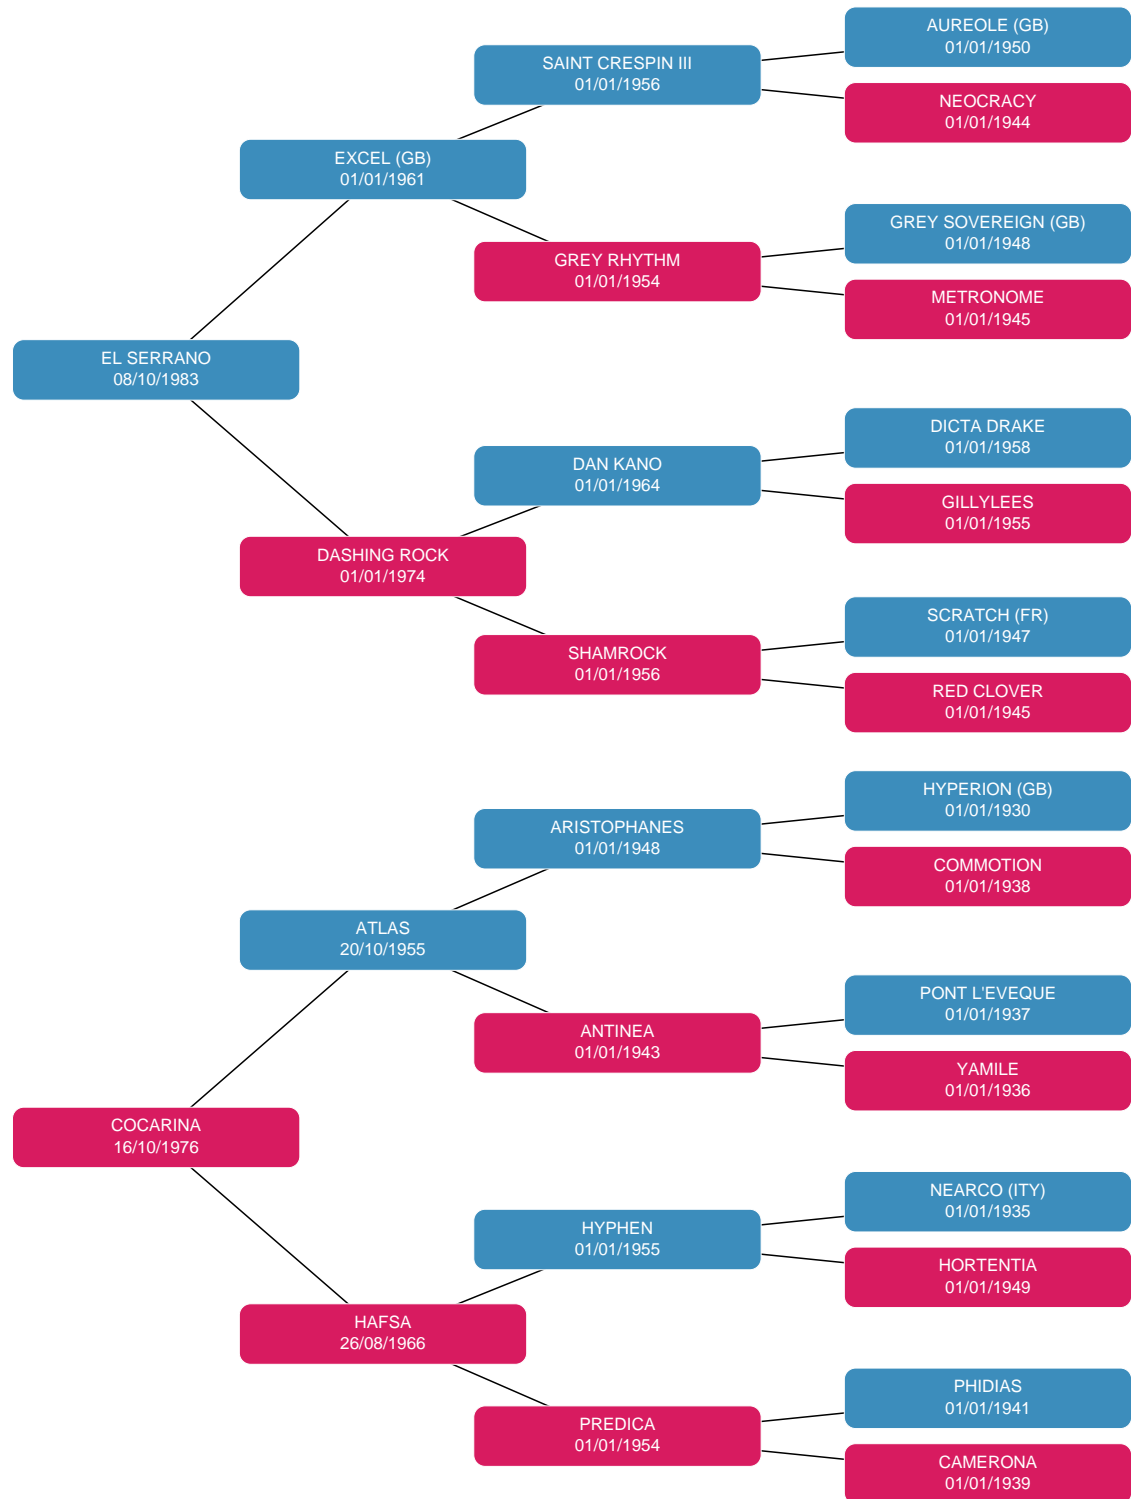 AUREOLE (GB)
01/01/1950
SAINT CRESPIN III
01/01/1956
NEOCRACY
01/01/1944
EXCEL (GB)
01/01/1961
GREY SOVEREIGN (GB)
01/01/1948
GREY RHYTHM
01/01/1954
METRONOME
01/01/1945
EL SERRANO
08/10/1983
DICTA DRAKE
01/01/1958
DAN KANO
01/01/1964
GILLYLEES
01/01/1955
DASHING ROCK
01/01/1974
SCRATCH (FR)
01/01/1947
SHAMROCK
01/01/1956
RED CLOVER
01/01/1945
HYPERION (GB)
01/01/1930
ARISTOPHANES
01/01/1948
COMMOTION
01/01/1938
ATLAS
20/10/1955
PONT L'EVEQUE
01/01/1937
ANTINEA
01/01/1943
YAMILE
01/01/1936
COCARINA
16/10/1976
NEARCO (ITY)
01/01/1935
HYPHEN
01/01/1955
HORTENTIA
01/01/1949
HAFSA
26/08/1966
PHIDIAS
01/01/1941
PREDICA
01/01/1954
CAMERONA
01/01/1939